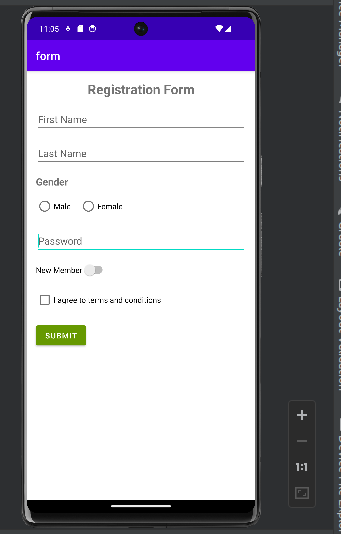 11:05
form
Registration Form
First Name
Last Name
Gender
Male Female
Password
New Member
I agree to terms and conditions
SUBMIT
1:1